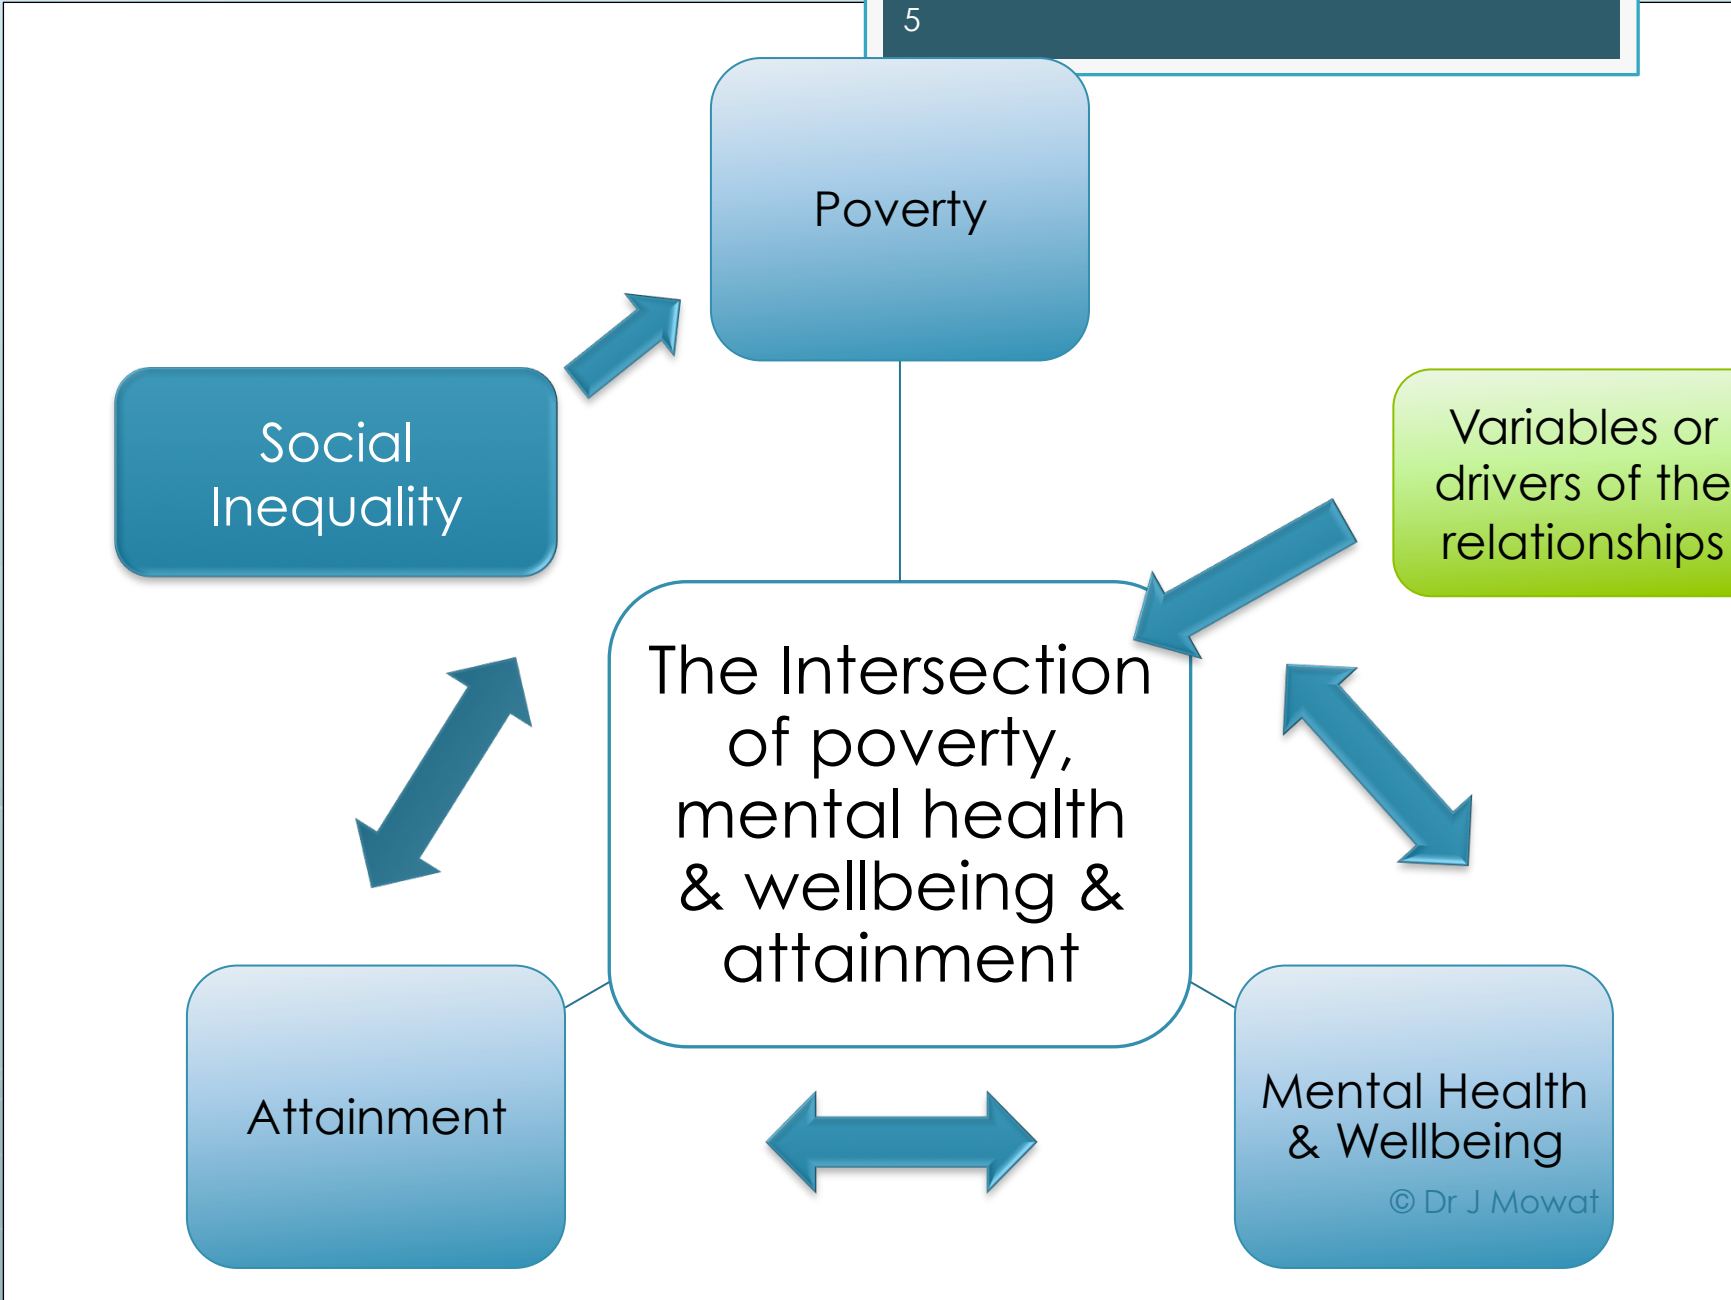 5
Poverty
Social
Inequality
Variables or
drivers of the
relationships
The Intersection
of poverty,
mental health
& wellbeing &
attainment
Attainment
Mental Health
& Wellbeing
© Dr J Mowat